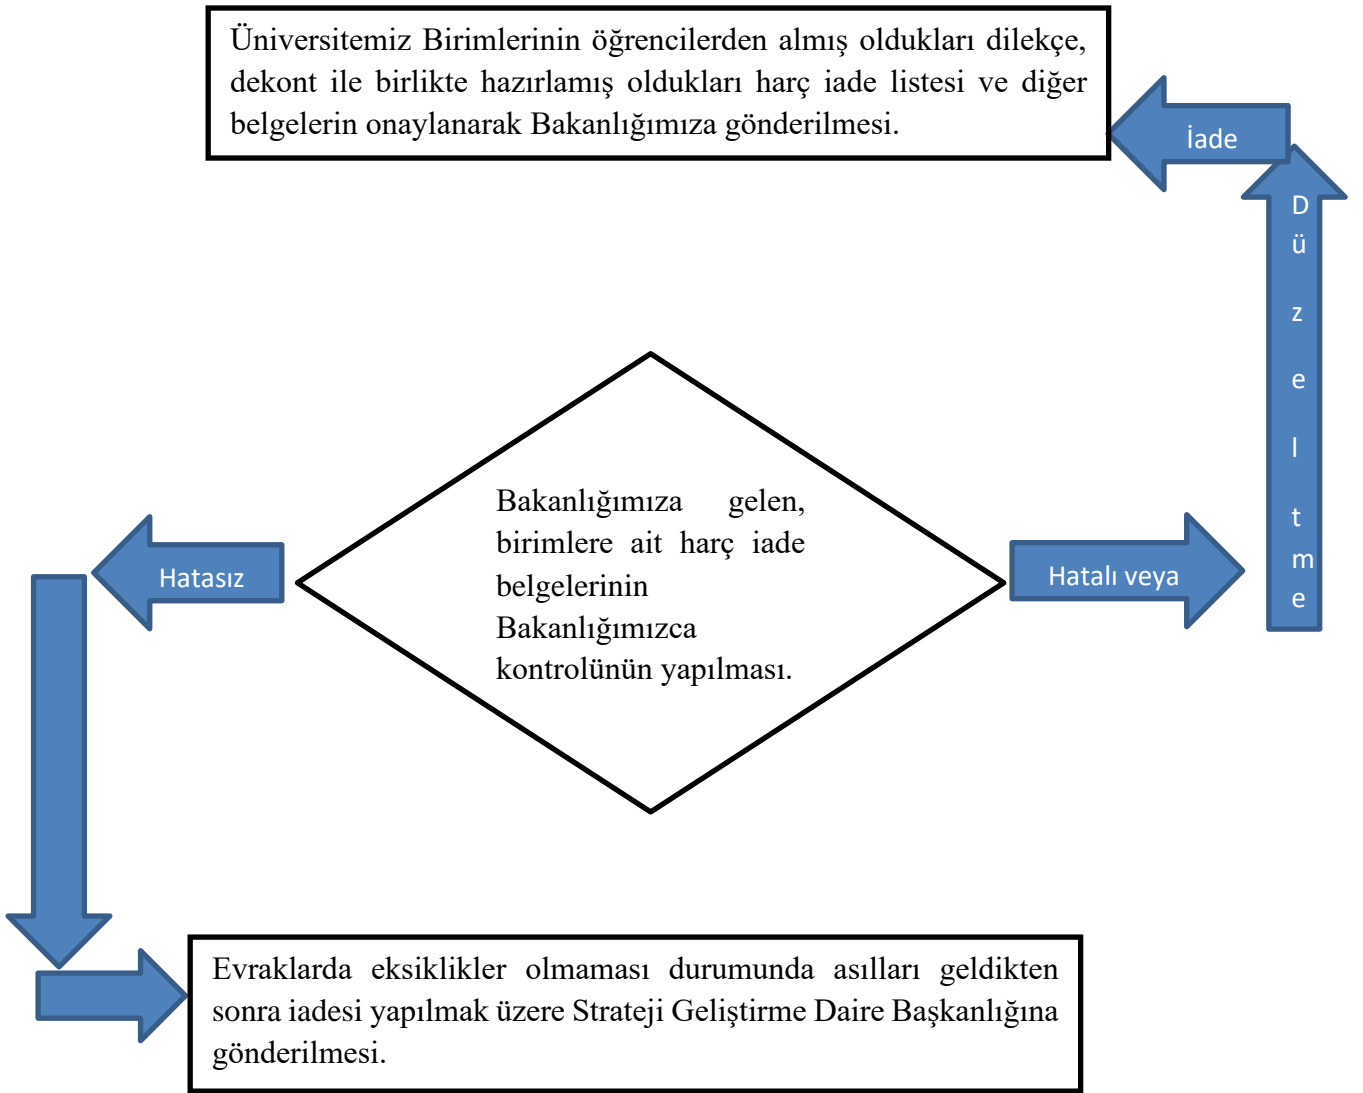 Üniversitemiz Birimlerinin öğrencilerden almış oldukları dilekçe,
dekont ile birlikte hazırlamış oldukları harç iade listesi ve diğer
belgelerin onaylanarak Bakanlığımıza gönderilmesi.
İade
Düzeltme
Bakanlığımıza gelen,
birimlere ait harç iade
belgelerinin
Bakanlığımızca
kontrolünün yapılması.
Hatasız
Hatalı veya
Evraklarda eksiklikler olmaması durumunda asılları geldikten
sonra iadesi yapılmak üzere Strateji Geliştirme Daire Başkanlığına
gönderilmesi.